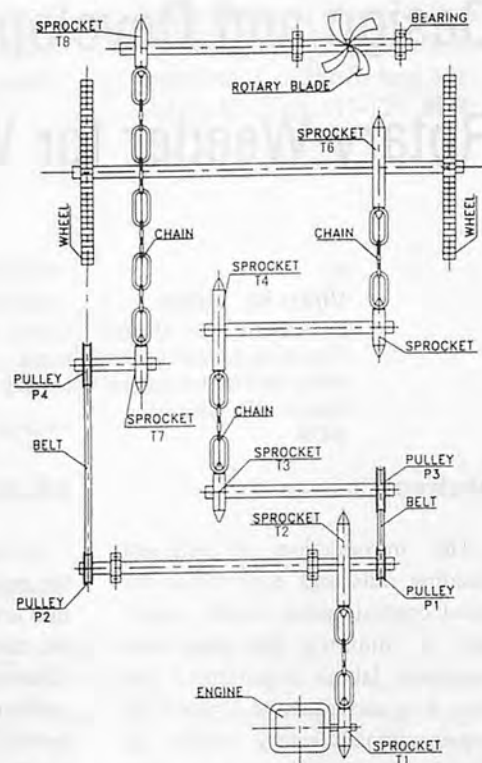 SPROCKET
T8
BEARING
ROTARY BLADE
SPROCKET
T6
WHEEL
WHEEL
CHAIN
CHAIN
SPROCKET
T4
SPROCKET
PULLEY
P4
SPROCKET
T7
CHAIN
BELT
SPROCKET
T3
PULLEY
P3
SPROCKET
T2
BELT
PULLEY
P2
PULLEY
P1
ENGINE
SPROCKET
T1